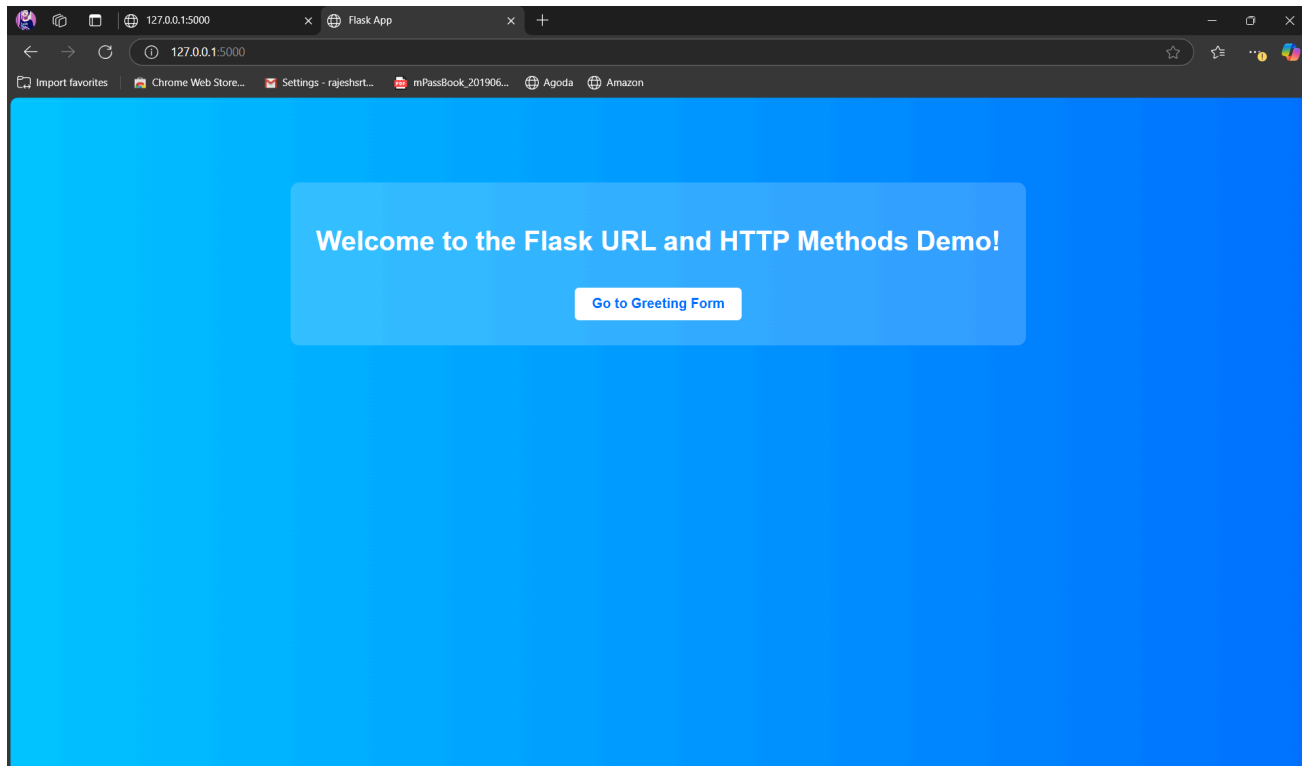 127.0.0.1:5000
Flask App
127.0.0.1:5000
Import favorites
Chrome Web Store...
Settings - rajeshsrt...
PDF
mPassBook_201906...
Agoda
Amazon
Welcome to the Flask URL and HTTP Methods Demo!
Go to Greeting Form